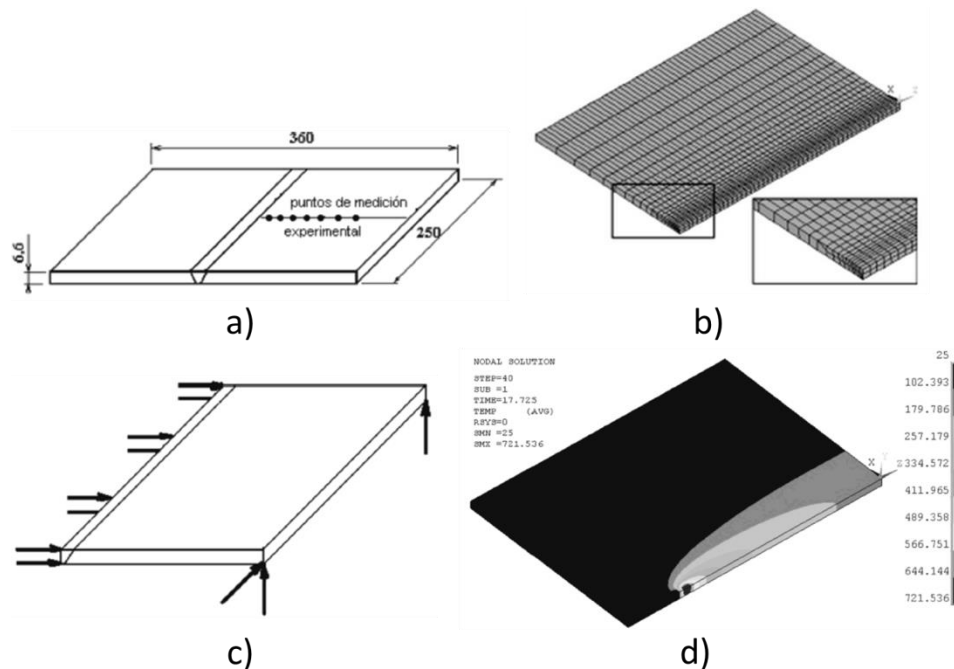 360
puntos de medición
experimental
250
6,6
a)
X
Z
b)
c)
NODAL SOLUTION
STEP=40
SUB =1
TIME=17.725
TEMP (AVG)
RSYS=0
SMN =25
SMX =721.536
X
Z
25
102.393
179.786
257.179
334.572
411.965
489.358
566.751
644.144
721.536
d)